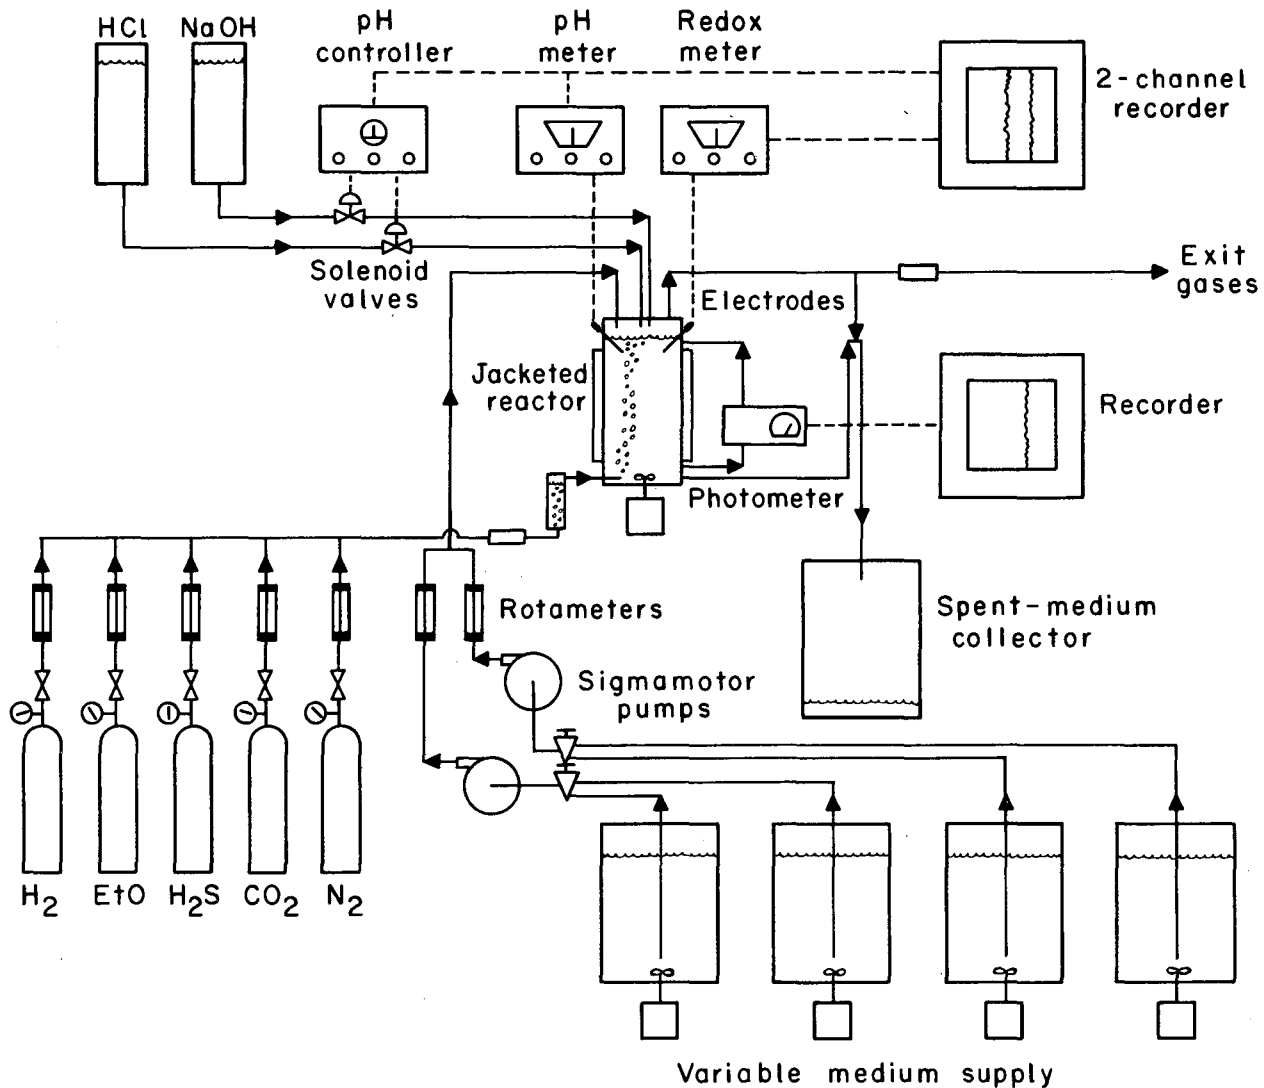 HCl
NaOH
pH
controller
pH
meter
Redox
meter
2-channel
recorder
Solenoid
valves
Exit
gases
Electrodes
Jacketed
reactor
Recorder
Photometer
Rotameters
Spent-medium
collector
Sigmamotor
pumps
H2
EtO
H2S
CO2
N2
Variable medium supply